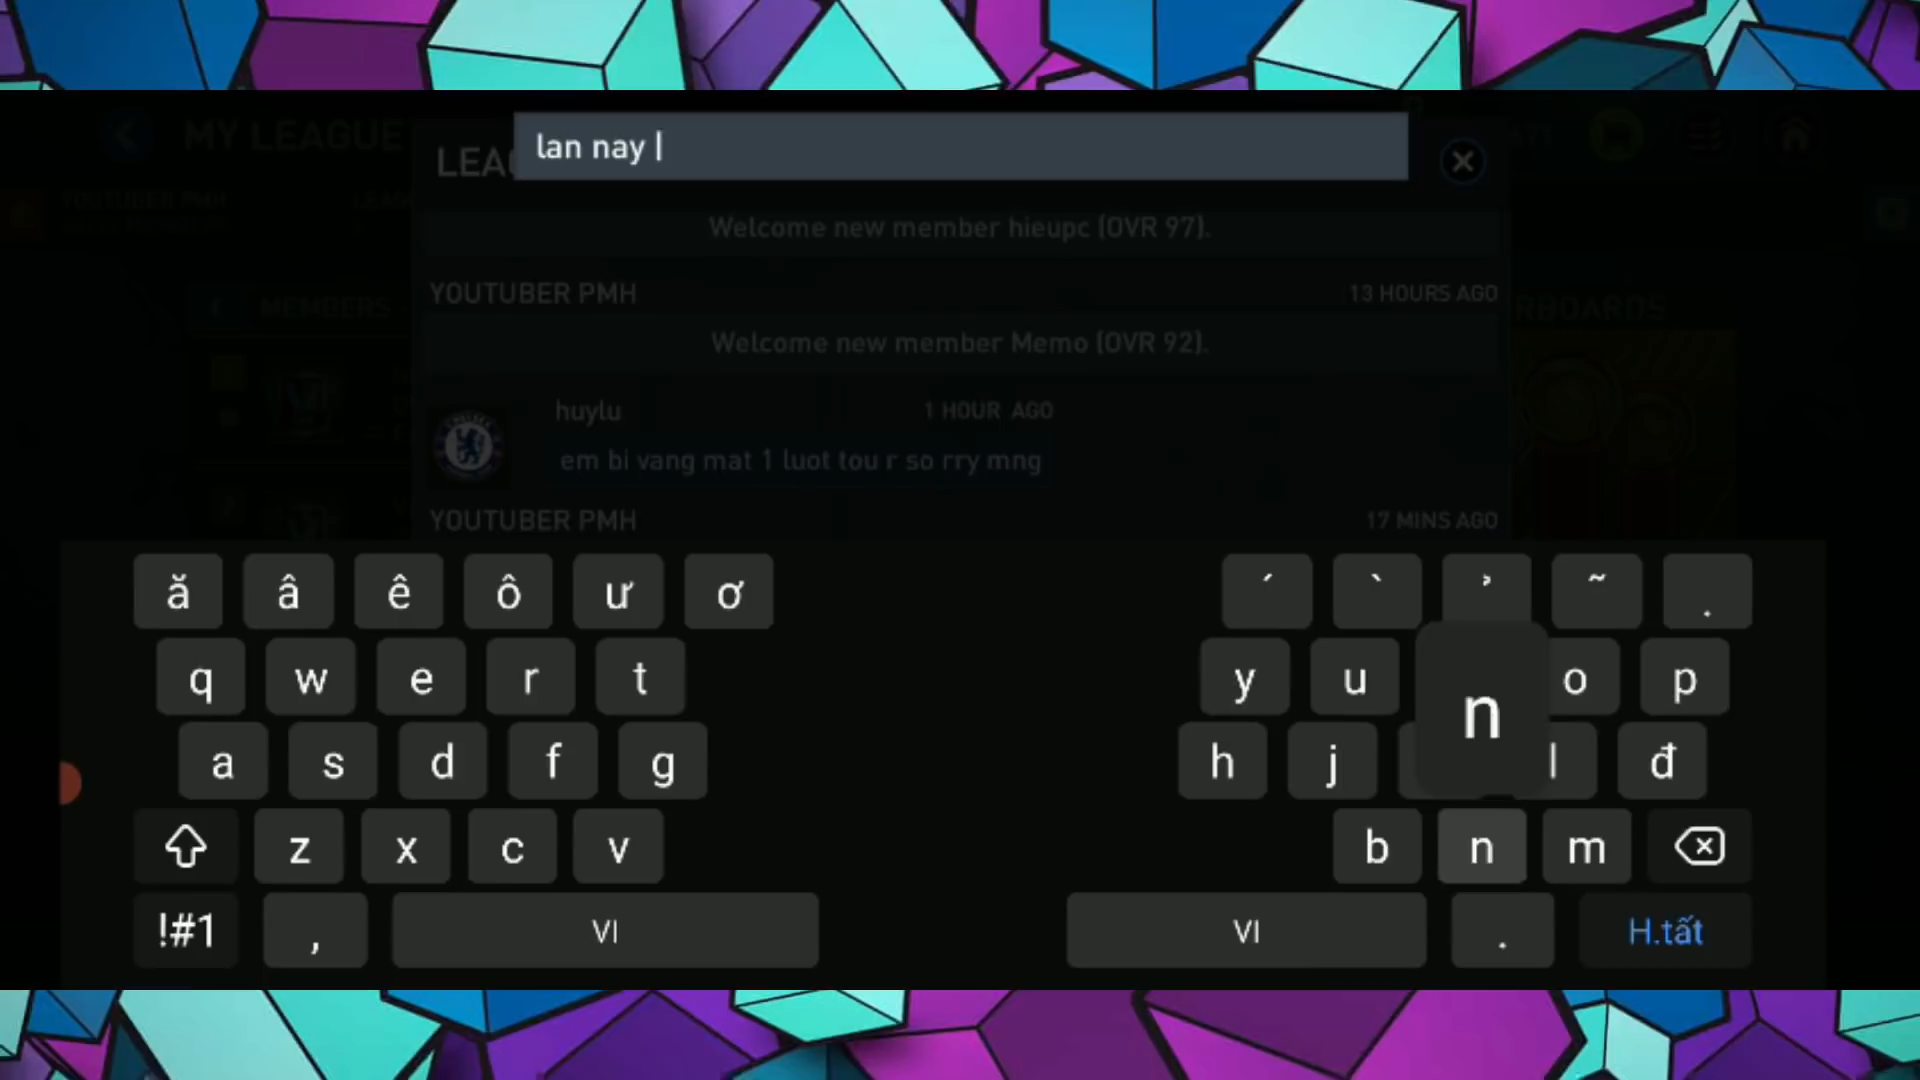 MY LEAGUE
lan nay
LEA
Welcome new member hieupc (OVR 97).
YOUTUBER PMH
13 HOURS AGO
MEMBERS
RBOARDS
Welcome new member Memo (OVR 92).
huylu
1 HOUR AGO
em bi vang mat 1 luot tou r so rry mng
YOUTUBER PMH
17 MINS AGO
ă â ê ô ư ơ ´ ` ̉ ~ .
q w e r t y u o p
n
a s d f g h j l đ
z x c v b n m
!#1 , VI VI . H.tất